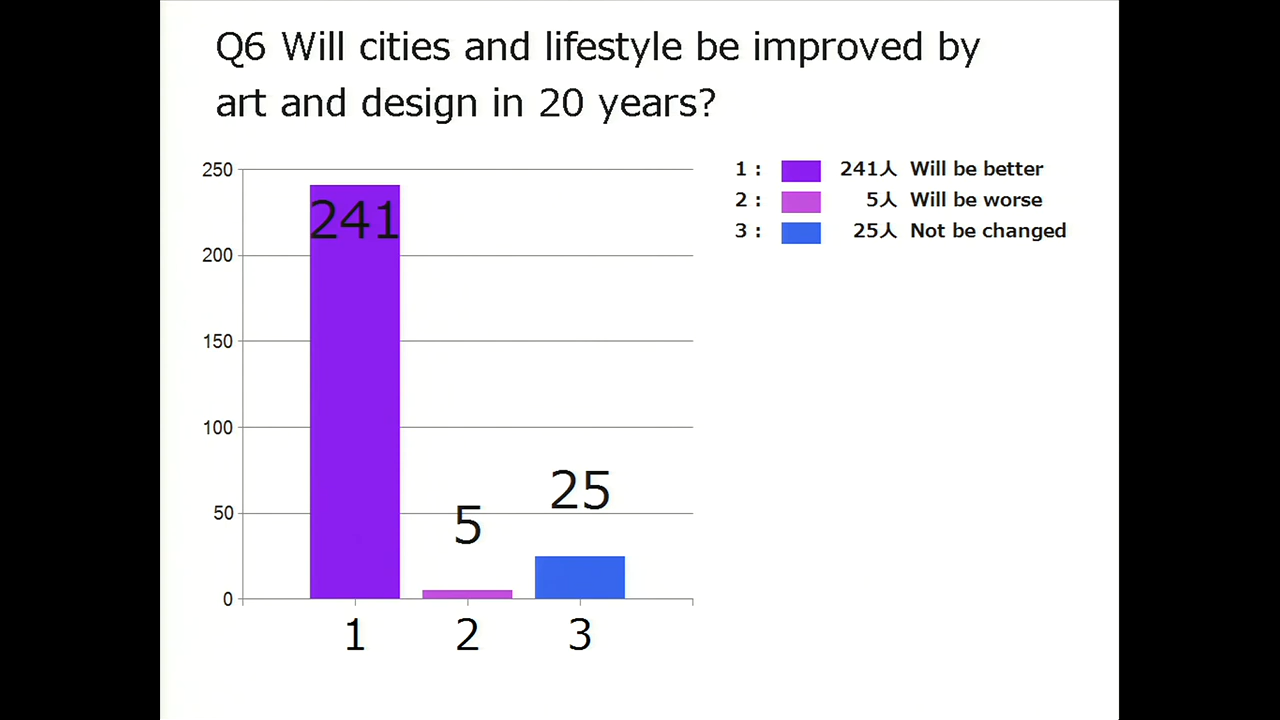 Q6 Will cities and lifestyle be improved by
art and design in 20 years?
250
200
150
100
50
0
241
5
25
1
2
3
1 : 241人 Will be better
2 : 5人 Will be worse
3 : 25人 Not be changed